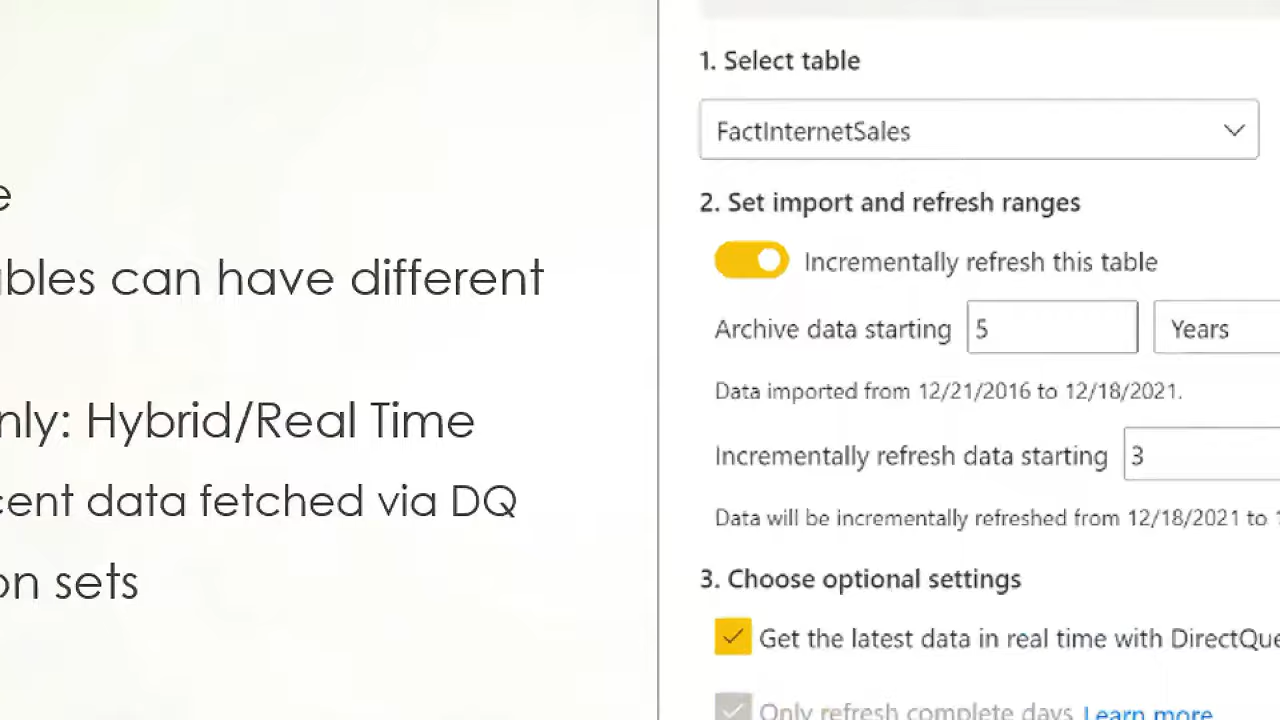 e
bles can have different
nly: Hybrid/Real Time
cent data fetched via DQ
on sets
1. Select table
FactInternetSales
2. Set import and refresh ranges
Incrementally refresh this table
Archive data starting 5 Years
Data imported from 12/21/2016 to 12/18/2021.
Incrementally refresh data starting 3
Data will be incrementally refreshed from 12/18/2021 to 1
3. Choose optional settings
Get the latest data in real time with DirectQue
Only refresh complete days Learn more